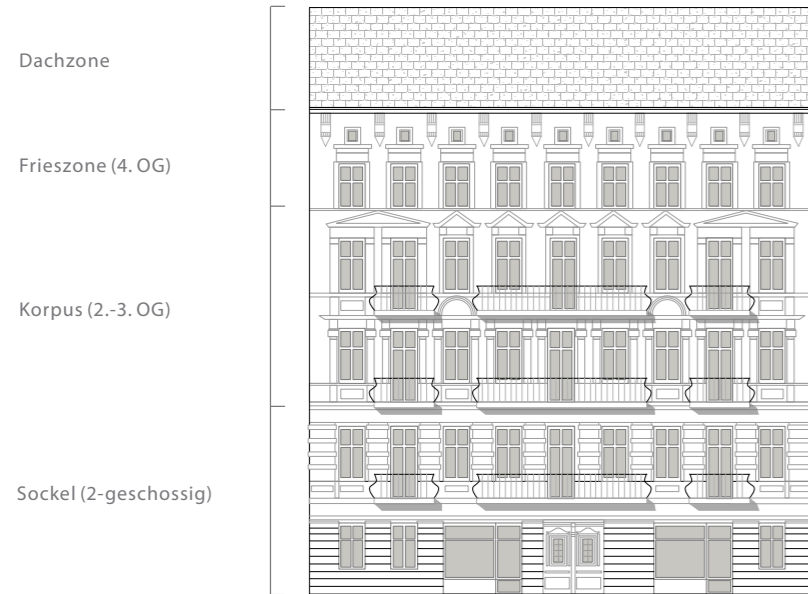 Dachzone
Frieszone (4. OG)
Korpus (2.-3. OG)
Sockel (2-geschossig)